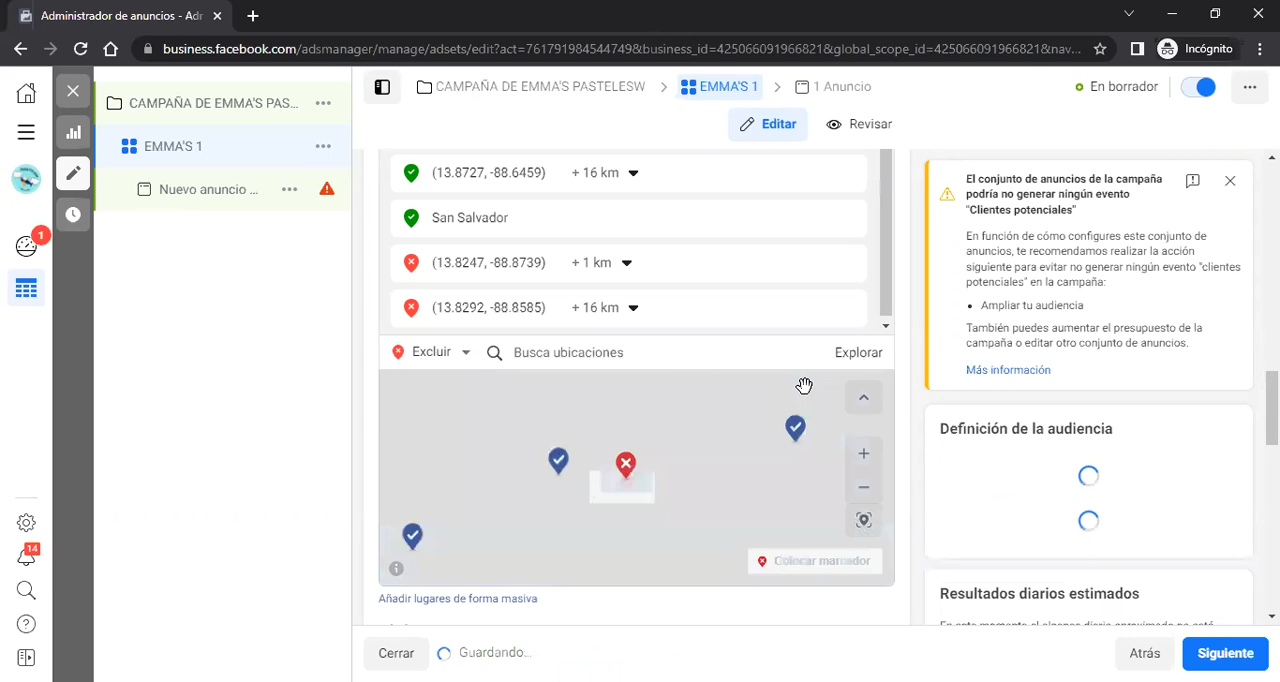 Administrador de anuncios - Adr
business.facebook.com/adsmanager/manage/adsets/edit?act=761791984544749&business_id=425066091966821&global_scope_id=425066091966821&nav...
Incógnito
CAMPAÑA DE EMMA'S PAS...
EMMA'S 1
Nuevo anuncio ...
1
14
CAMPAÑA DE EMMA'S PASTELESW
EMMA'S 1
1 Anuncio
En borrador
Editar
Revisar
(13.8727, -88.6459) + 16 km
San Salvador
(13.8247, -88.8739) + 1 km
(13.8292, -88.8585) + 16 km
Excluir
Busca ubicaciones
Explorar
Colocar marcador
Añadir lugares de forma masiva
El conjunto de anuncios de la campaña
podría no generar ningún evento
"Clientes potenciales"
En función de cómo configures este conjunto de
anuncios, te recomendamos realizar la acción
siguiente para evitar no generar ningún evento "clientes
potenciales" en la campaña:
• Ampliar tu audiencia
También puedes aumentar el presupuesto de la
campaña o editar otro conjunto de anuncios.
Más información
Definición de la audiencia
Resultados diarios estimados
Cerrar
Guardando...
Atrás
Siguiente